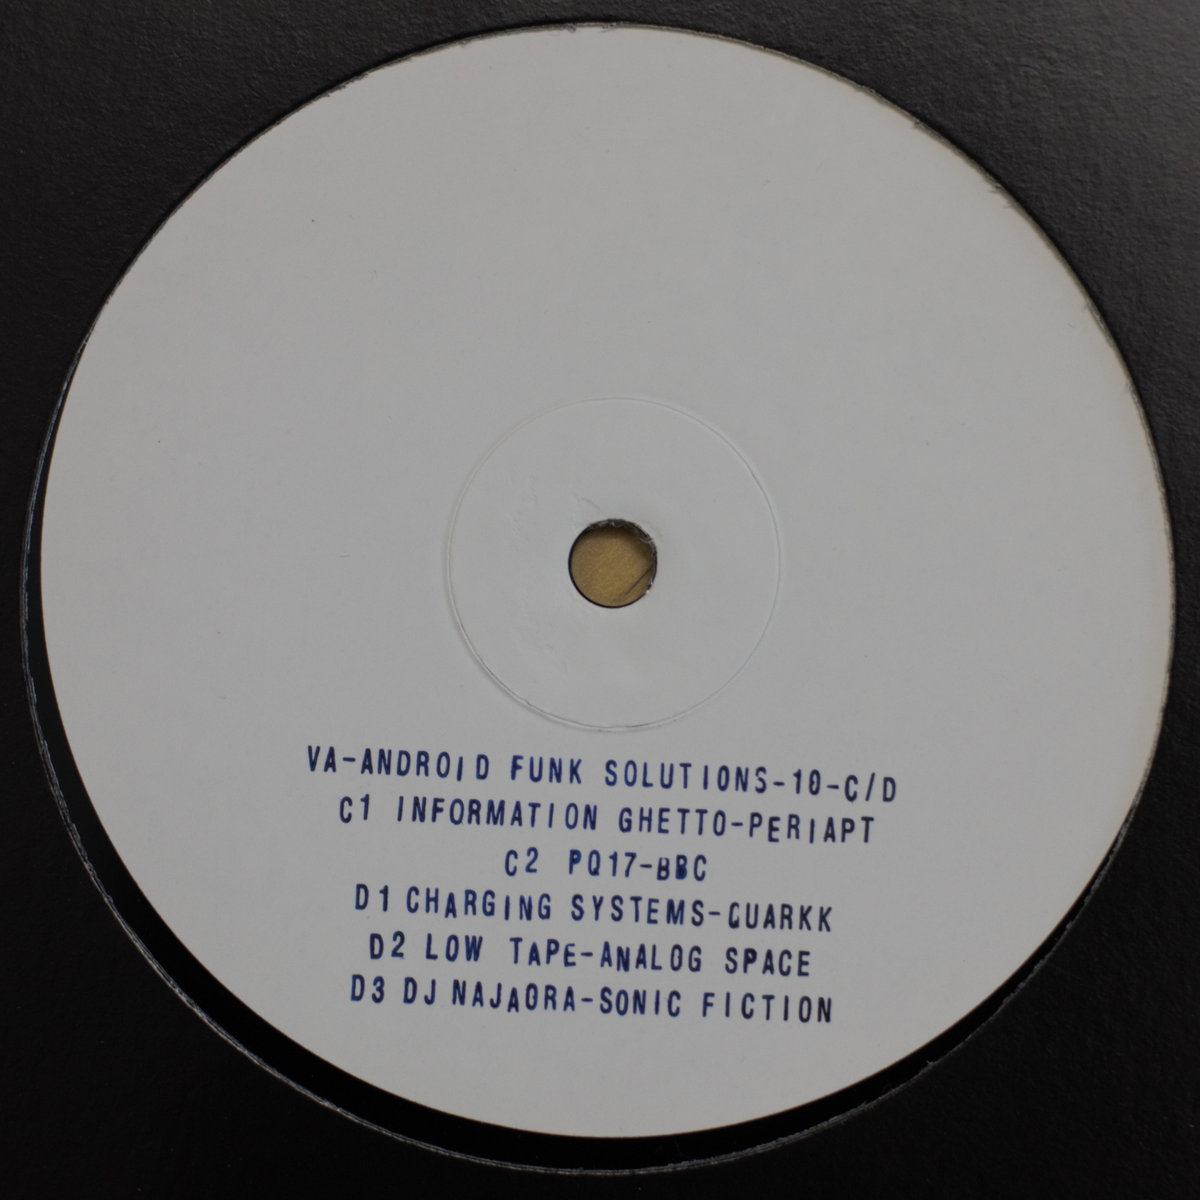 VA-ANDROID FUNK SOLUTIONS-10-C/D
C1 INFORMATION GHETTO-PERIAPT
C2 PQ17-BBC
D1 CHARGING SYSTEMS-QUARKK
D2 LOW TAPE-ANALOG SPACE
D3 DJ NAJAORA-SONIC FICTION